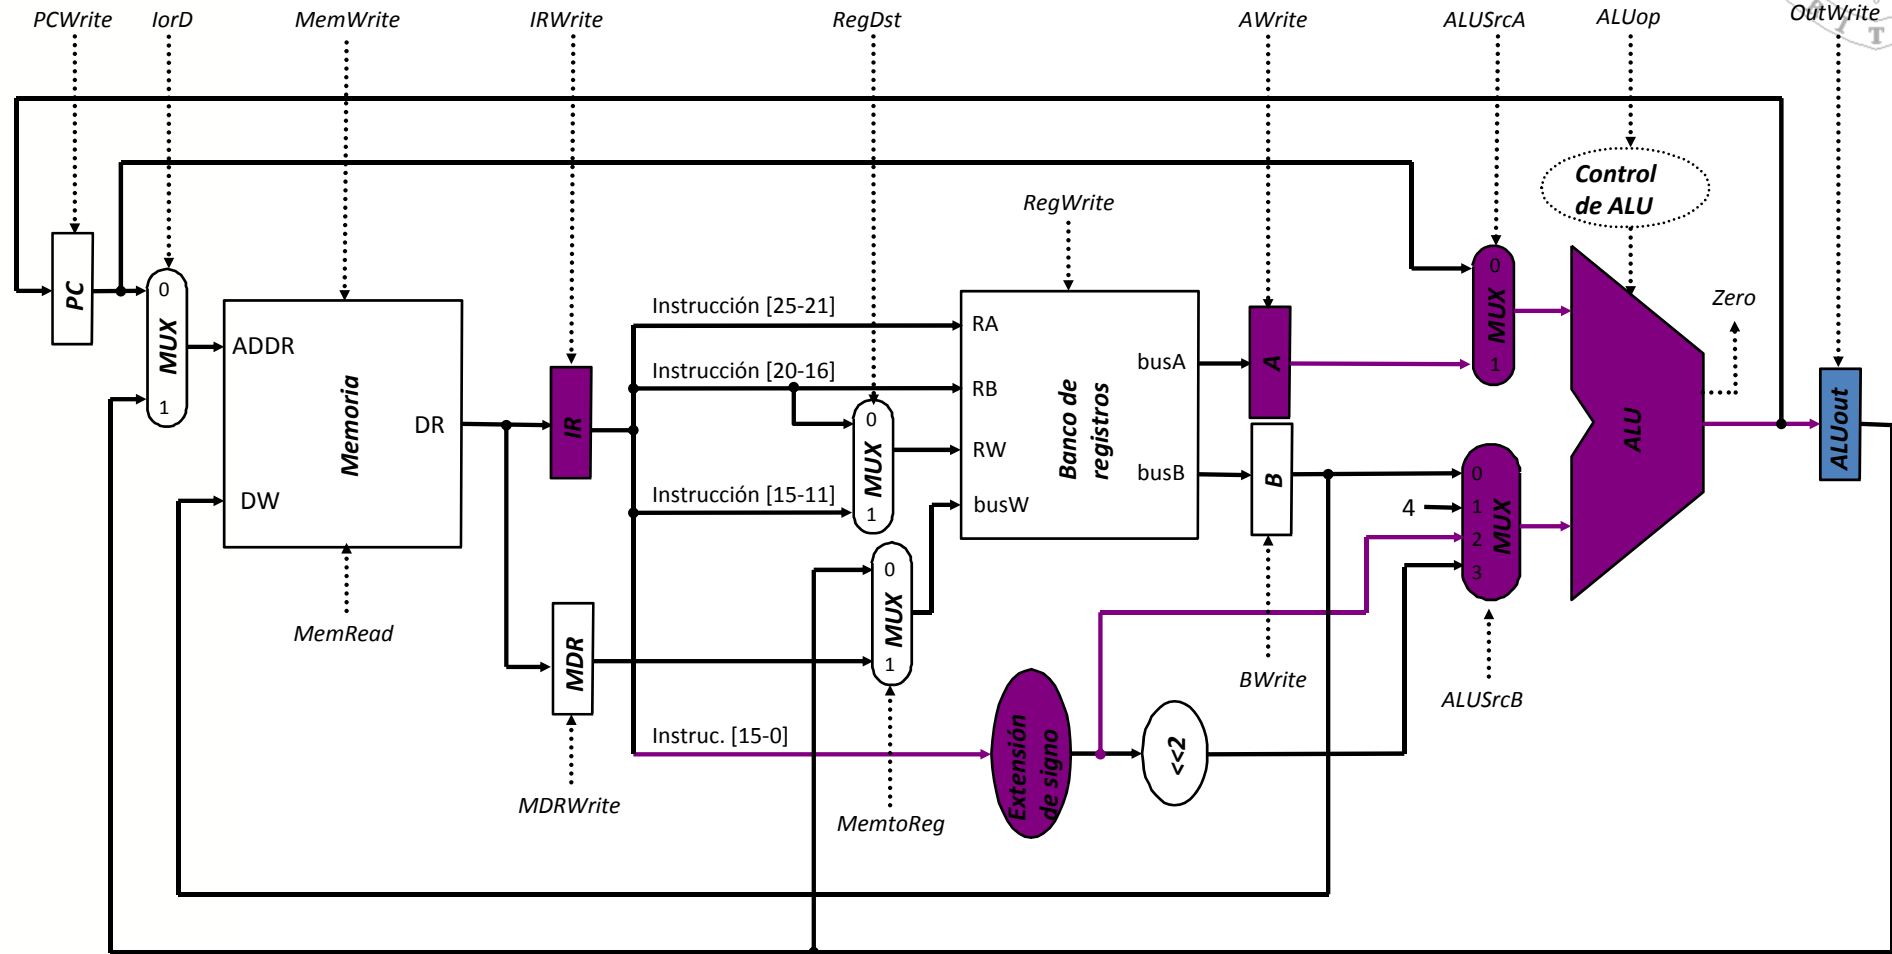 PCWrite
IorD
MemWrite
IRWrite
RegDst
AWrite
ALUSrcA
ALUop
OutWrite
R I T
Control
de ALU
RegWrite
PC
0
MUX
1
ADDR
DW
Memoria
DR
MemRead
IR
MDR
MDRWrite
Instrucción [25-21]
Instrucción [20-16]
Instrucción [15-11]
Instruc. [15-0]
0
MUX
1
0
MUX
1
MemtoReg
RA
RB
RW
busW
Banco de
registros
busA
busB
A
B
BWrite
Extensión
de signo
<<2
0
MUX
1
4
0
1
2
3
MUX
ALUSrcB
ALU
Zero
ALUout